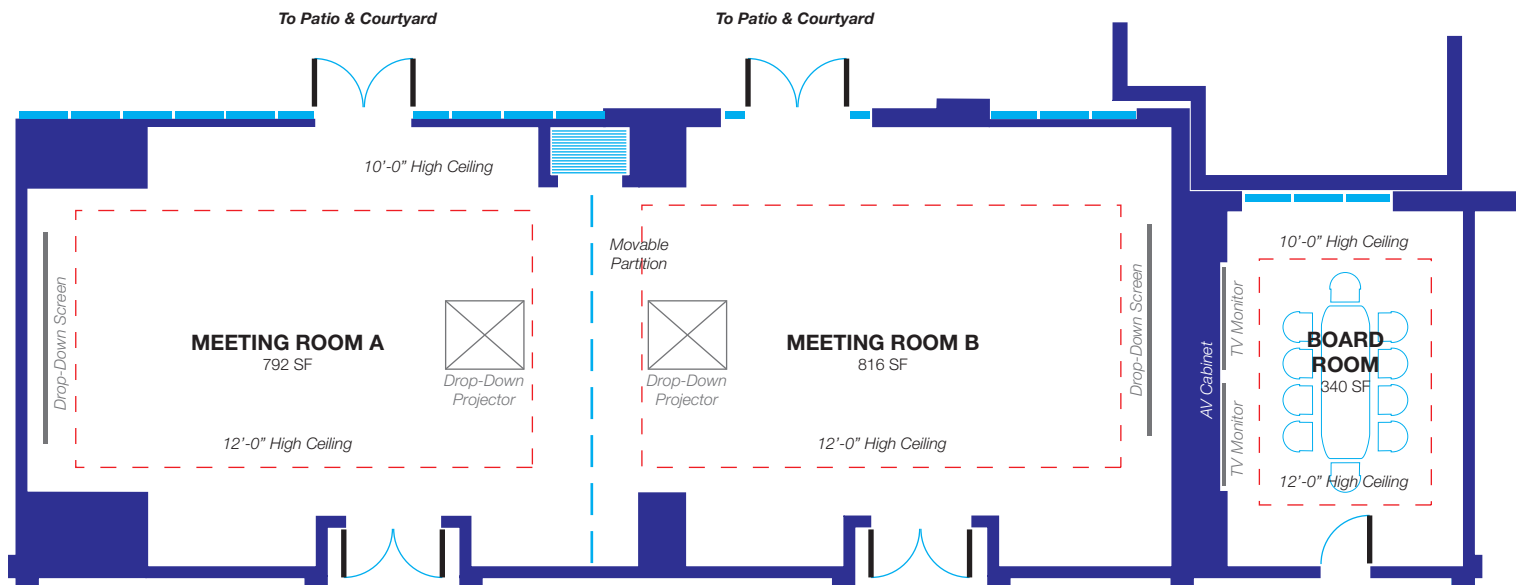 To Patio & Courtyard
To Patio & Courtyard
10’-0” High Ceiling
Movable
Partition
10’-0” High Ceiling
Drop-Down Screen
MEETING ROOM A
792 SF
Drop-Down
Projector
12’-0” High Ceiling
Drop-Down
Projector
MEETING ROOM B
816 SF
12’-0” High Ceiling
Drop-Down Screen
AV Cabinet
TV Monitor
TV Monitor
BOARD
ROOM
340 SF
12’-0” High Ceiling